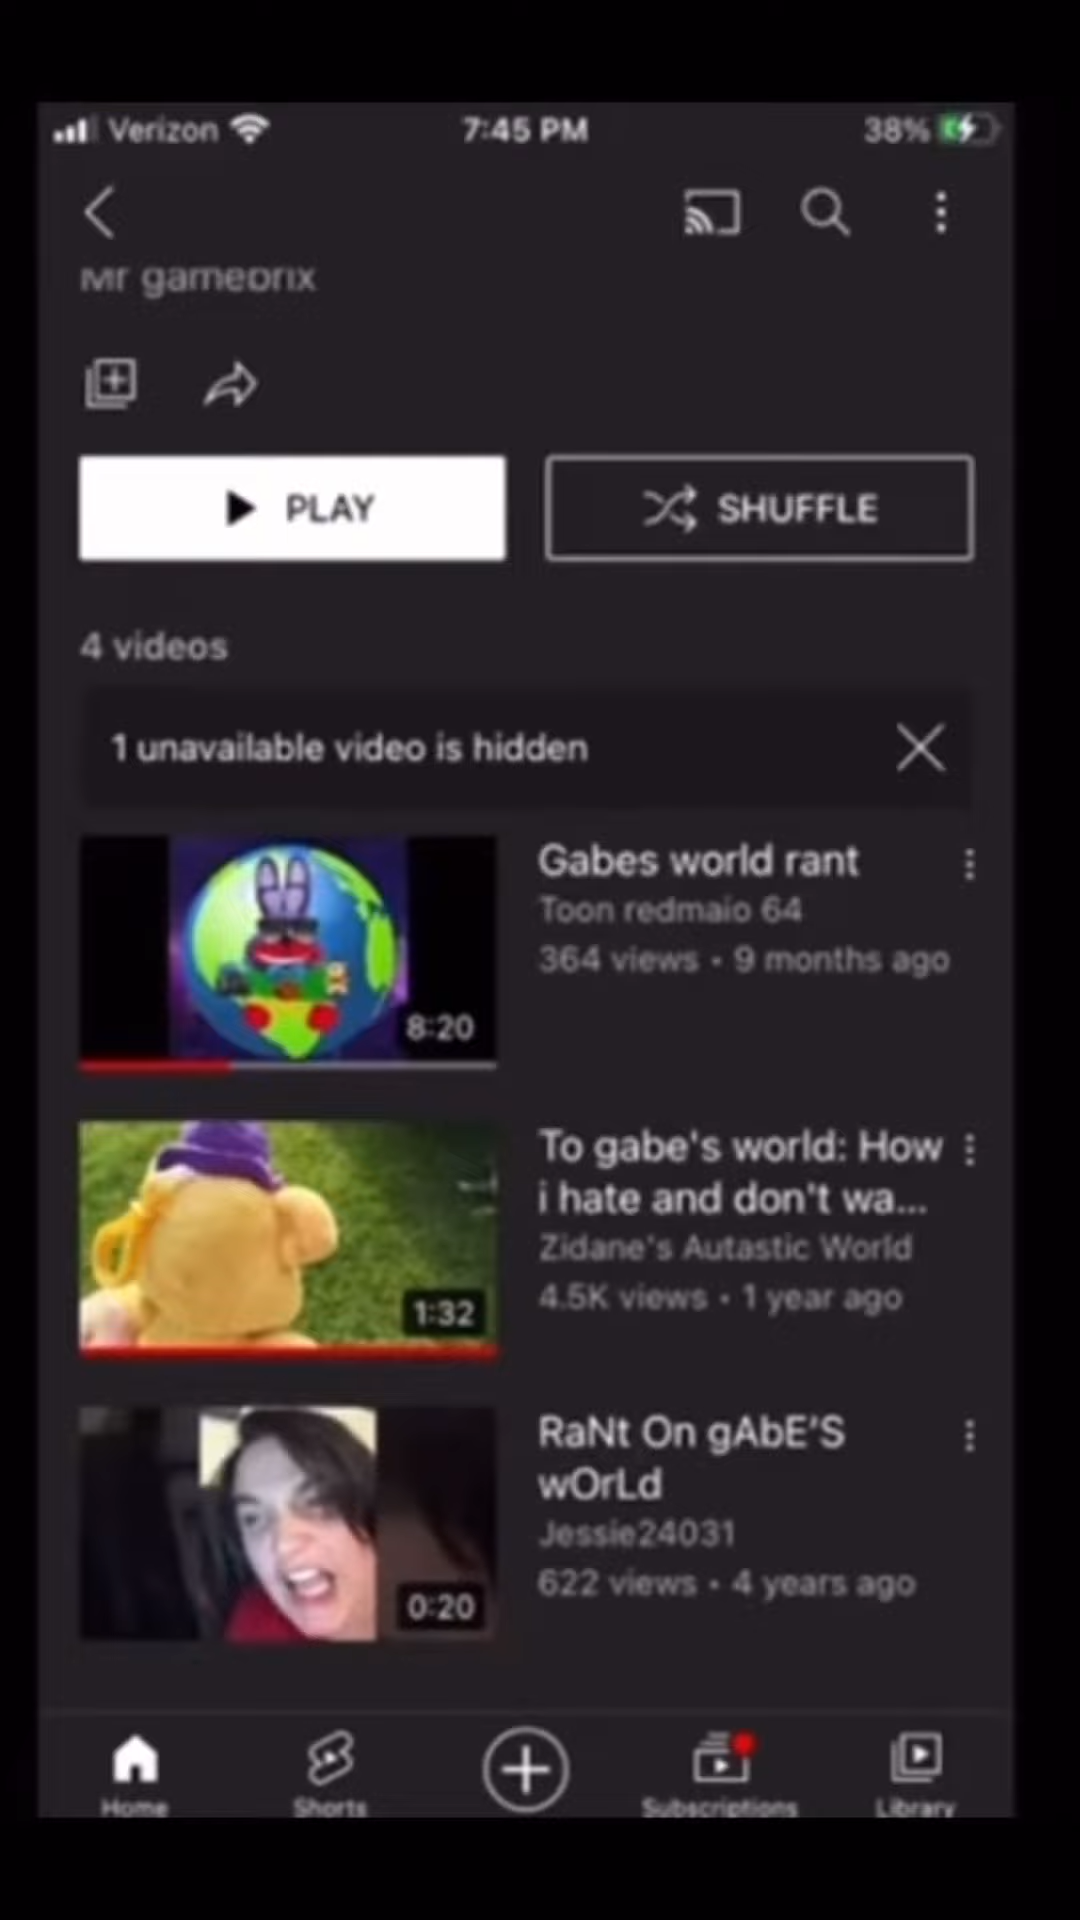 Verizon 7:45 PM 38%
Mr gamebrix
PLAY
SHUFFLE
4 videos
1 unavailable video is hidden
Gabes world rant
Toon redmaio 64
364 views • 9 months ago
8:20
To gabe's world: How
i hate and don't wa...
Zidane's Autastic World
4.5K views • 1 year ago
1:32
RaNt On gAbE'S
wOrLd
Jessie24031
622 views • 4 years ago
0:20
Home Shorts Subscriptions Library